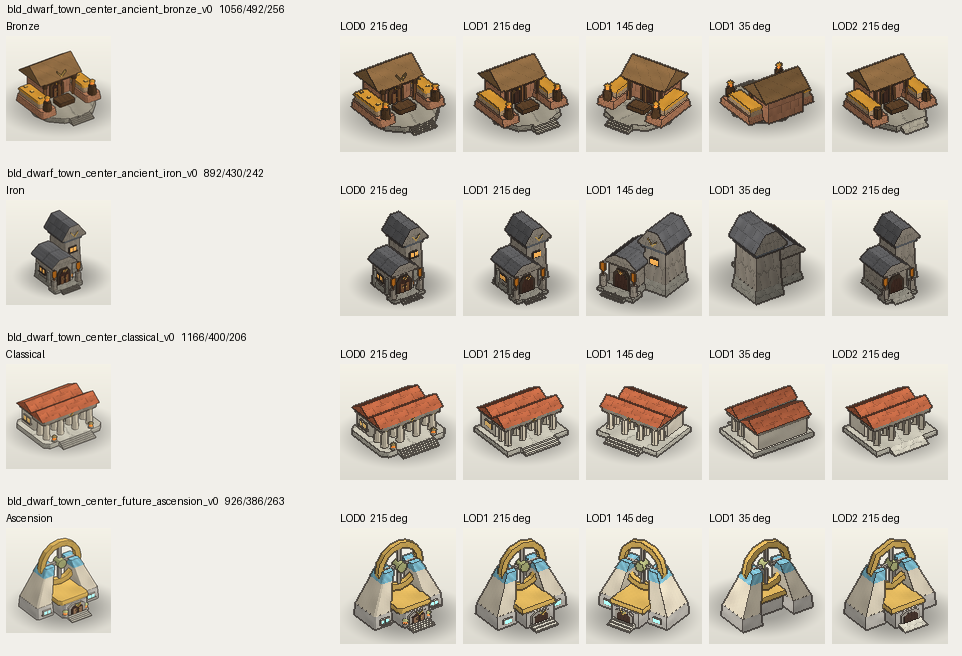 bld_dwarf_town_center_ancient_bronze_v0 1056/492/256
Bronze LOD0 215 deg LOD1 215 deg LOD1 145 deg LOD1 35 deg LOD2 215 deg
bld_dwarf_town_center_ancient_iron_v0 892/430/242
Iron LOD0 215 deg LOD1 215 deg LOD1 145 deg LOD1 35 deg LOD2 215 deg
bld_dwarf_town_center_classical_v0 1166/400/206
Classical LOD0 215 deg LOD1 215 deg LOD1 145 deg LOD1 35 deg LOD2 215 deg
bld_dwarf_town_center_future_ascension_v0 926/386/263
Ascension LOD0 215 deg LOD1 215 deg LOD1 145 deg LOD1 35 deg LOD2 215 deg